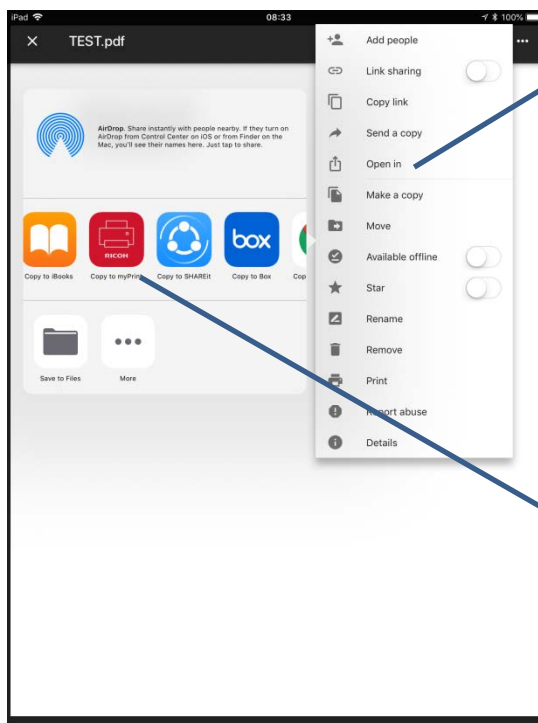 iPad 08:33 100%
TEST.pdf
AirDrop. Share instantly with people nearby. If they turn on
AirDrop from Control Center on iOS or from Finder on the
Mac, you'll see their names here. Just tap to share.
RICOH
box
Copy to iBooks
Copy to myPrint
Copy to SHAREit
Copy to Box
Cop
Save to Files
More
Add people
Link sharing
Copy link
Send a copy
Open in
Make a copy
Move
Available offline
Star
Rename
Remove
Print
Report abuse
Details